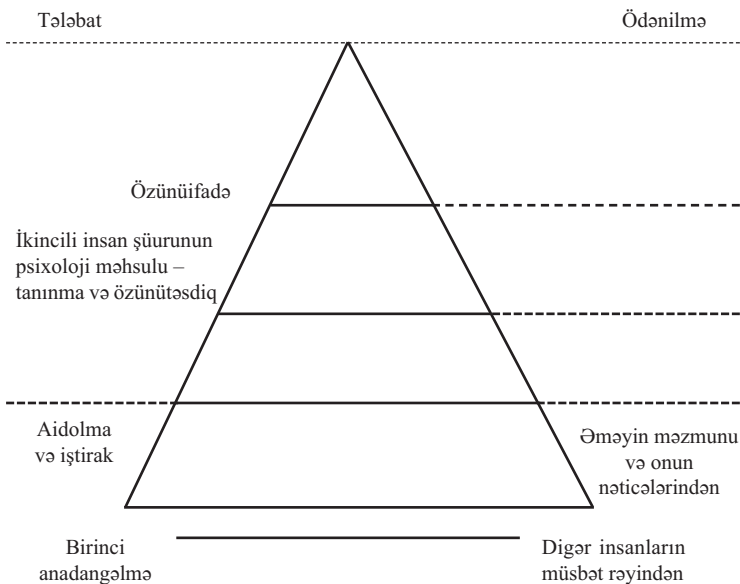 Tələbat
Ödənilmə
Özünüifadə
İkincili insan şüurunun
psixoloji məhsulu –
tanınma və özünütəsdiq
Aidolma
və iştirak
Əməyin məzmunu
və onun
nəticələrindən
Birinci
anadangəlmə
Digər insanların
müsbət rəyindən